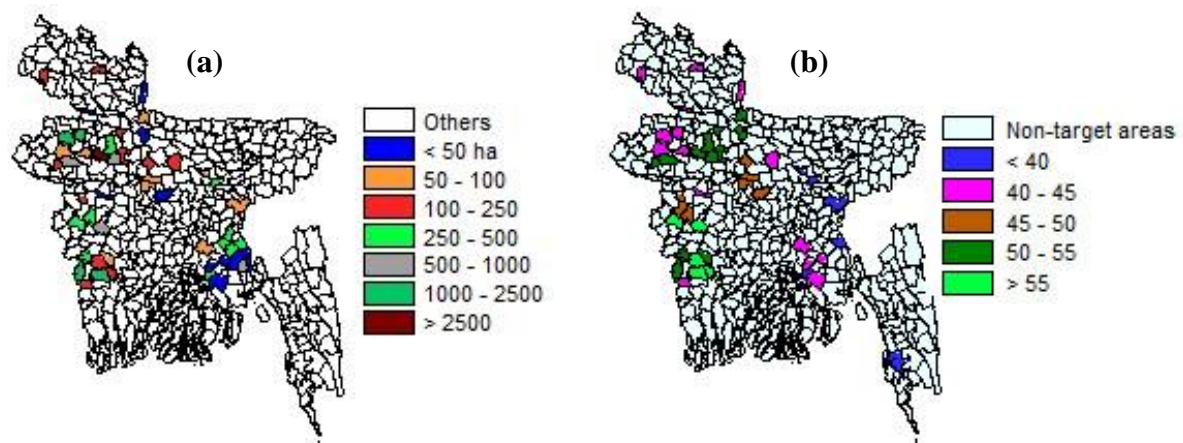 (a)
Others
< 50 ha
50 - 100
100 - 250
250 - 500
500 - 1000
1000 - 2500
> 2500
(b)
Non-target areas
< 40
40 - 45
45 - 50
50 - 55
> 55